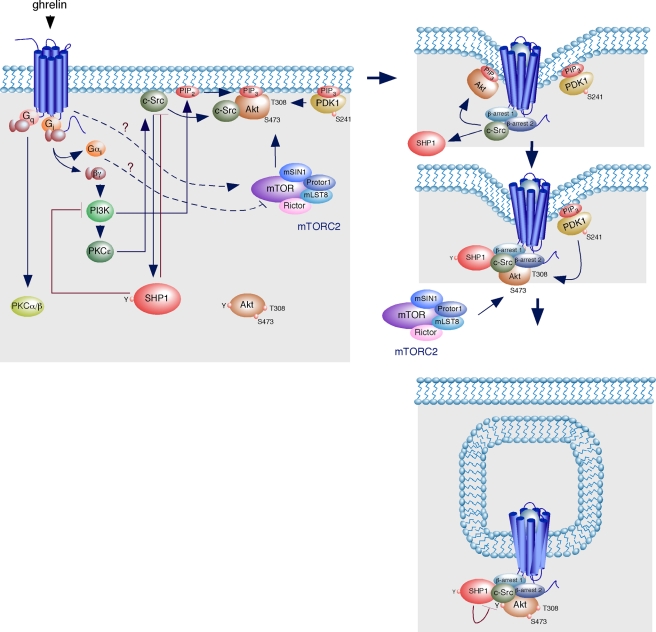 ghrelin
c-Src
PIP2
PIP3
PIP3
c-Src
Akt
T308
S473
PDK1
S241
Gq
Gi
?
?
Gαi
βγ
mSIN1
mTOR
Protor1
mLST8
Rictor
mTORC2
PI3K
PKCε
PKCα/β
Y
SHP1
Y
Akt
T308
S473
PIP3
Akt
PIP3
PDK1
S241
β-arrest 1
β-arrest 2
c-Src
SHP1
PIP3
PDK1
S241
β-arrest 1
β-arrest 2
Y
SHP1
c-Src
Akt
T308
S473
mSIN1
mTOR
Protor1
mLST8
Rictor
mTORC2
β-arrest 1
β-arrest 2
Y
SHP1
c-Src
Y
Akt
T308
S473